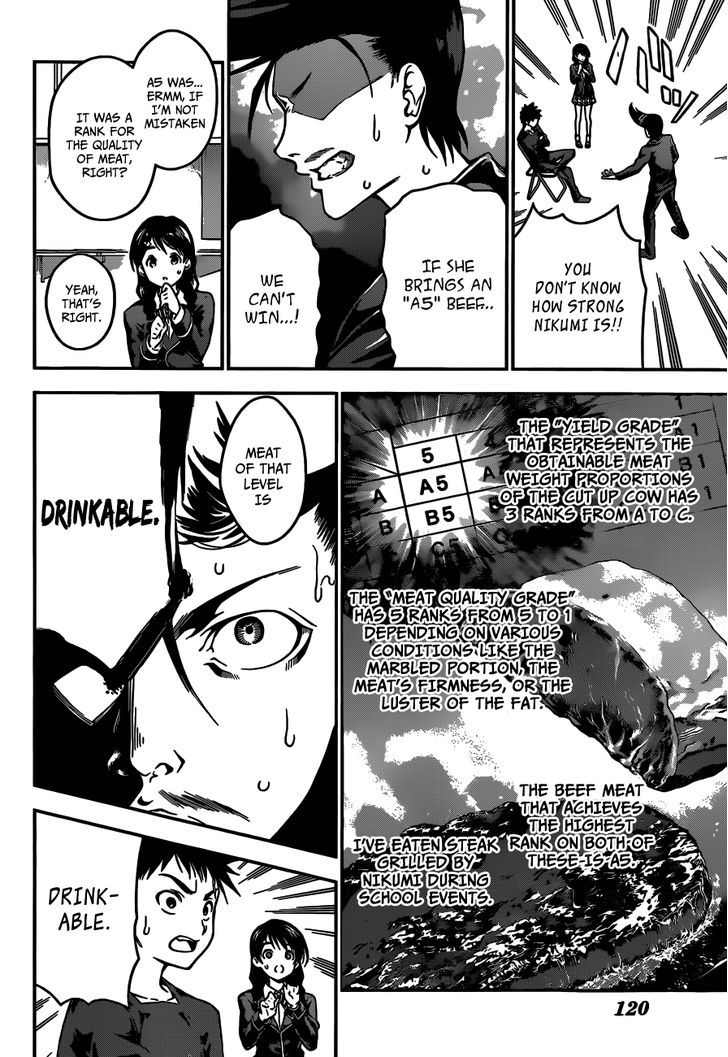 YOU
DON'T KNOW
HOW STRONG
NIKUMI IS!!
IF SHE
BRINGS AN
"A5" BEEF..
WE
CAN'T
WIN...!
A5 WAS...
ERMM, IF
I'M NOT
MISTAKEN
IT WAS A
RANK FOR
THE QUALITY
OF MEAT,
RIGHT?
YEAH,
THAT'S
RIGHT.
THE "YIELD GRADE"
THAT REPRESENTS THE
OBTAINABLE MEAT
WEIGHT PROPORTIONS
OF THE CUT UP COW HAS
3 RANKS FROM A TO C.
5
A A5 A
B B5 B
C5 C
1
A1
1
1
THE "MEAT QUALITY GRADE"
HAS 5 RANKS FROM 5 TO 1
DEPENDING ON VARIOUS
CONDITIONS LIKE THE
MARBLED PORTION, THE
MEAT'S FIRMNESS, OR THE
LUSTER OF THE FAT.
THE BEEF MEAT
THAT ACHIEVES
THE HIGHEST
RANK ON BOTH OF
THESE IS A5.
I'VE EATEN STEAK
GRILLED BY
NIKUMI DURING
SCHOOL EVENTS.
MEAT
OF THAT
LEVEL IS
DRINKABLE.
DRINK-
ABLE.
120